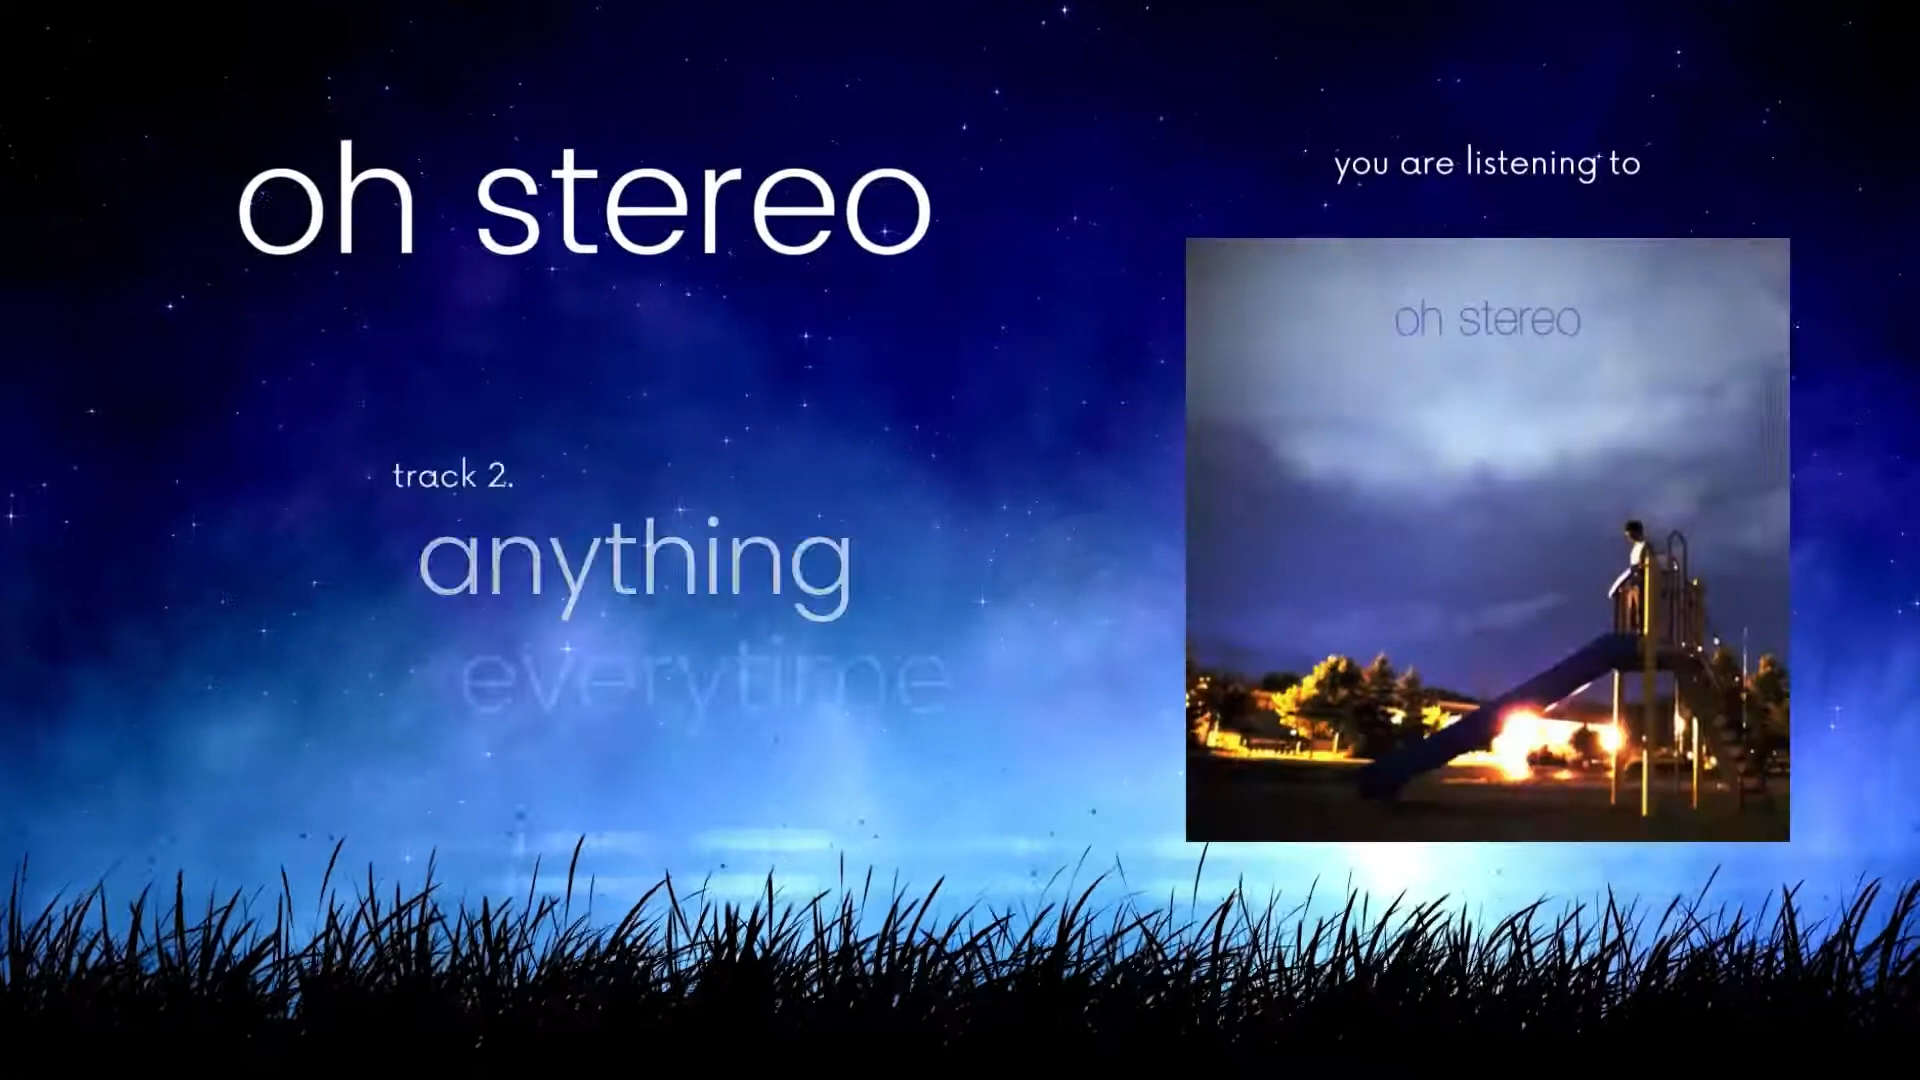 oh stereo
track 2.
anything
everytime
you are listening to
oh stereo